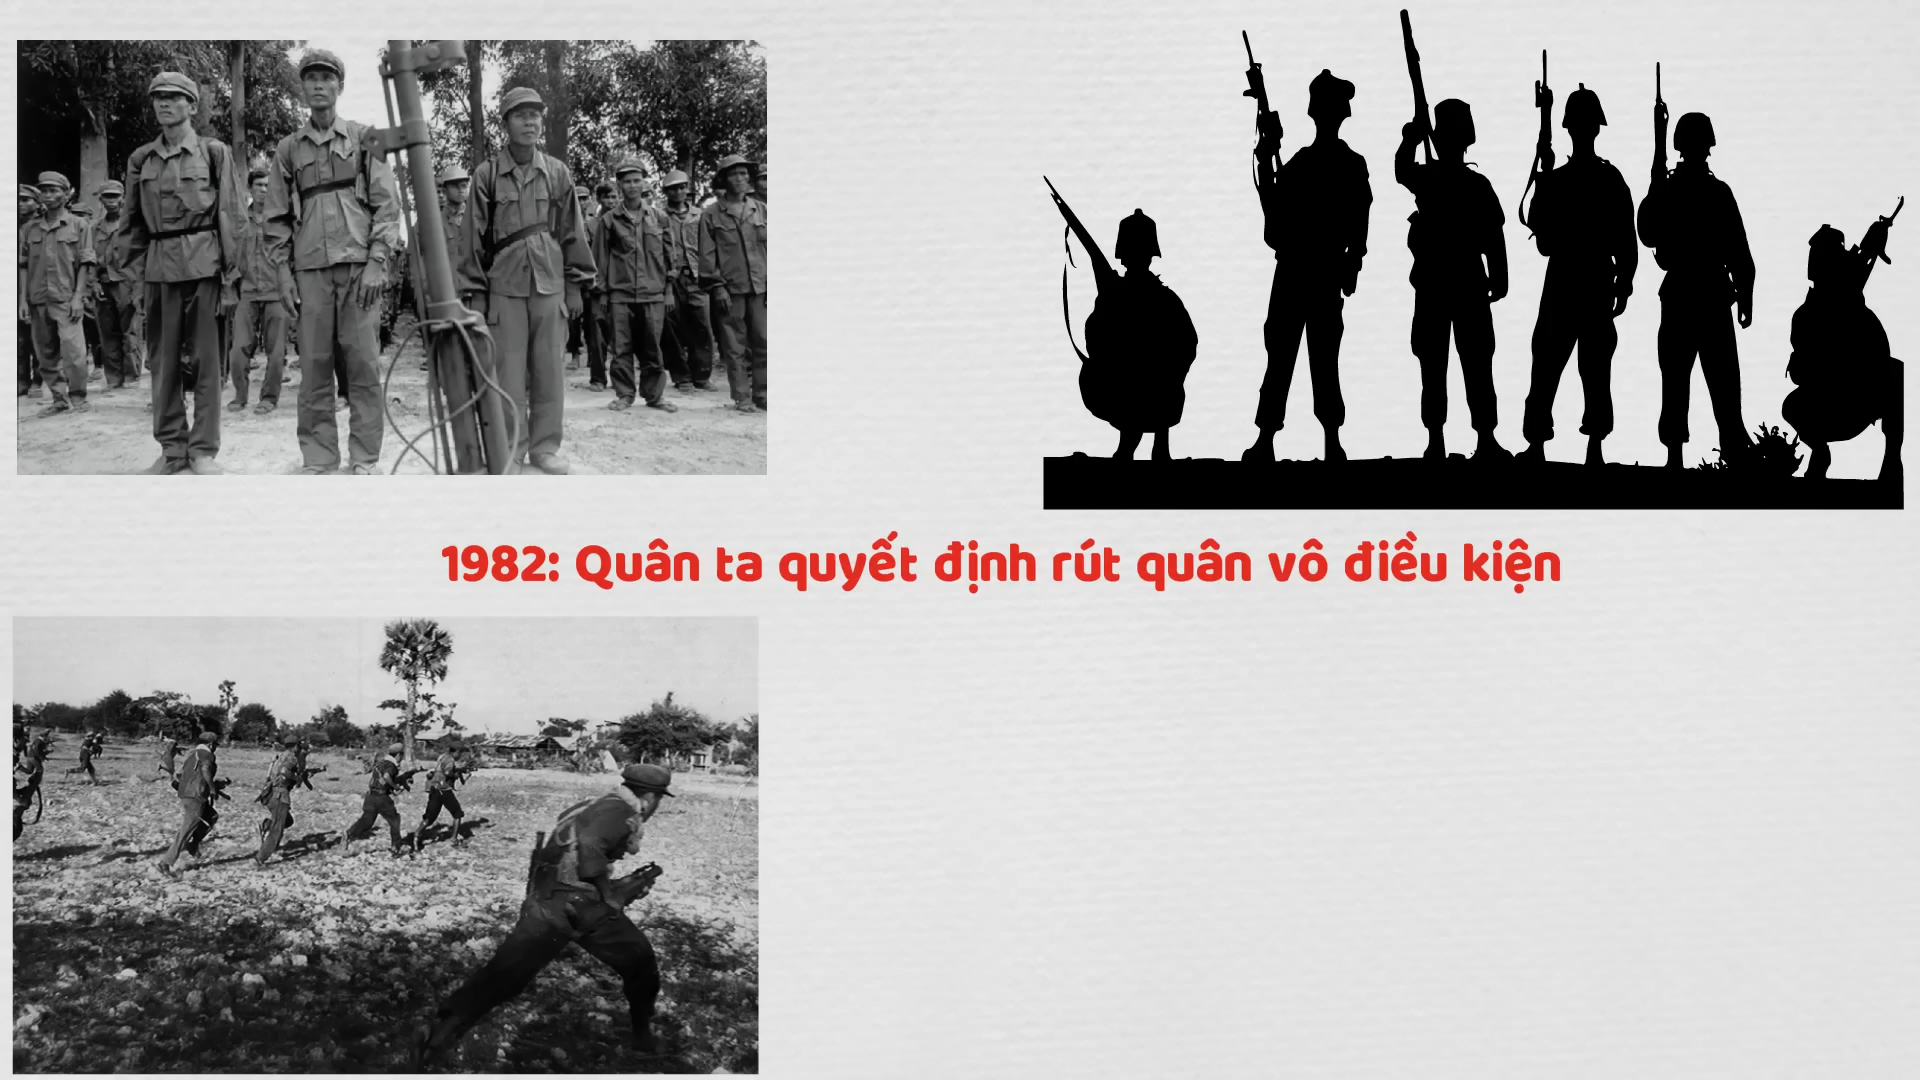 1982: Quân ta quyết định rút quân vô điều kiện